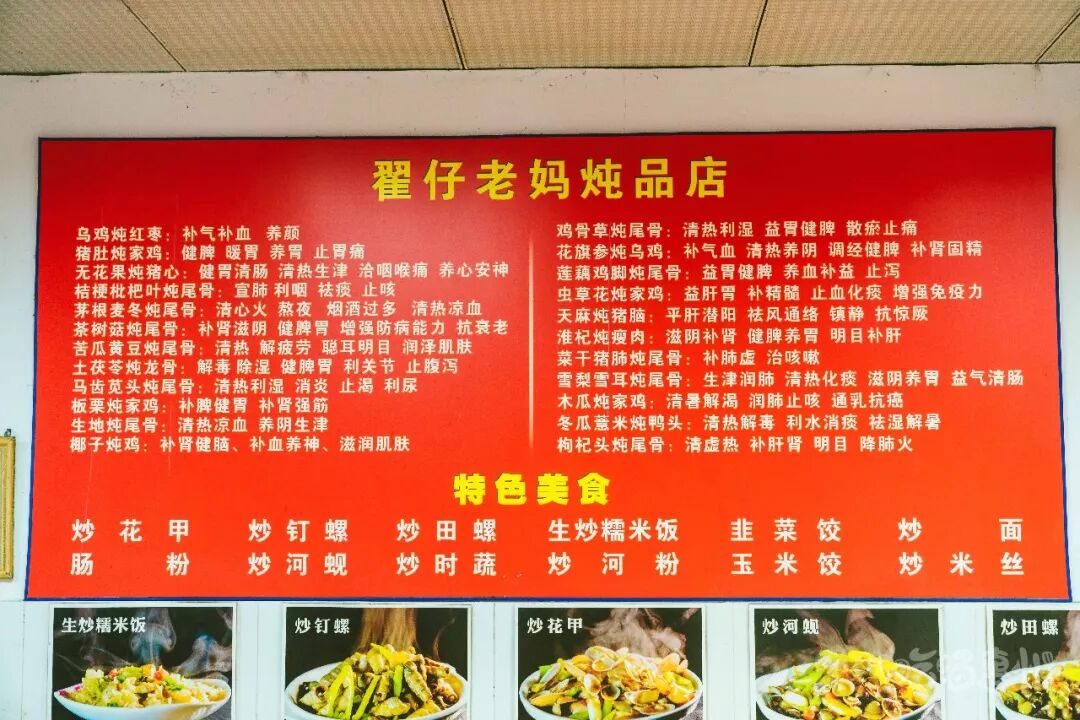 翟仔老妈炖品店
乌鸡炖红枣：补气补血 养颜
猪肚炖家鸡：健脾 暖胃 养胃 止胃痛
无花果炖猪心：健胃清肠 清热生津 治咽喉痛 养心安神
桔梗枇杷叶炖尾骨：宣肺利咽 祛痰 止咳
茅根麦冬炖尾骨：清心火 熬夜 烟酒过多 清热凉血
茶树菇炖尾骨：补肾滋阴 健脾胃 增强防病能力 抗衰老
苦瓜黄豆炖尾骨：清热 解疲劳 聪耳明目 润泽肌肤
土茯苓炖龙骨：解毒 除湿 健脾胃 利关节 止腹泻
马齿苋头炖尾骨：清热利湿 消炎 止渴 利尿
板栗炖家鸡：补脾健胃 补肾强筋
生地炖尾骨：清热凉血 养阴生津
椰子炖鸡：补肾健脑、补血养神、滋润肌肤
鸡骨草炖尾骨：清热利湿 益胃健脾 散瘀止痛
花旗参炖乌鸡：补气血 清热养阴 调经健脾 补肾固精
莲藕鸡脚炖尾骨：益胃健脾 养血补益 止泻
虫草花炖家鸡：益肝胃 补精髓 止血化痰 增强免疫力
天麻炖猪脑：平肝潜阳 祛风通络 镇静 抗惊厥
淮杞炖瘦肉：滋阴补肾 健脾养胃 明目补肝
菜干猪肺炖尾骨：补肺虚 治咳嗽
雪梨雪耳炖尾骨：生津润肺 清热化痰 滋阴养胃 益气清肠
木瓜炖家鸡：清暑解渴 润肺止咳 通乳抗癌
冬瓜薏米炖鸭头：清热解毒 利水消痰 祛湿解暑
枸杞头炖尾骨：清虚热 补肝肾 明目 降肺火
特色美食
炒花甲 炒钉螺 炒田螺 生炒糯米饭 韭菜饺 炒面
肠粉 炒河蚬 炒时蔬 炒河粉 玉米饺 炒米丝
生炒糯米饭 炒钉螺 炒花甲 炒河蚬 炒田螺